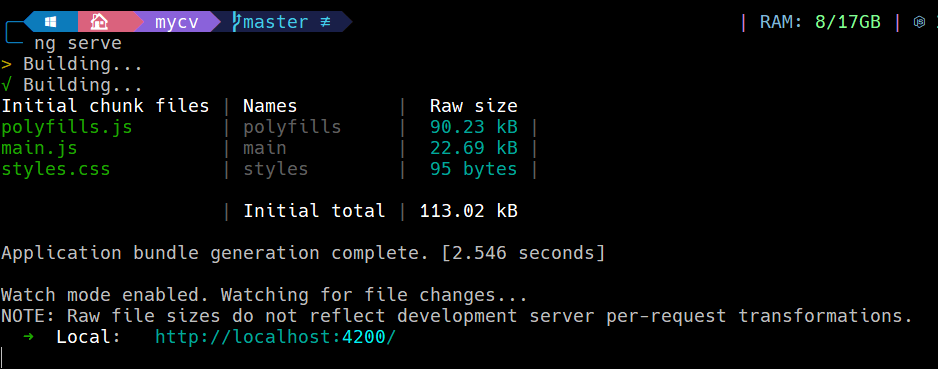 mycv master ≢ | RAM: 8/17GB |
ng serve
> Building...
√ Building...
Initial chunk files | Names | Raw size
polyfills.js | polyfills | 90.23 kB |
main.js | main | 22.69 kB |
styles.css | styles | 95 bytes |
| Initial total | 113.02 kB
Application bundle generation complete. [2.546 seconds]
Watch mode enabled. Watching for file changes...
NOTE: Raw file sizes do not reflect development server per-request transformations.
➜ Local: http://localhost:4200/